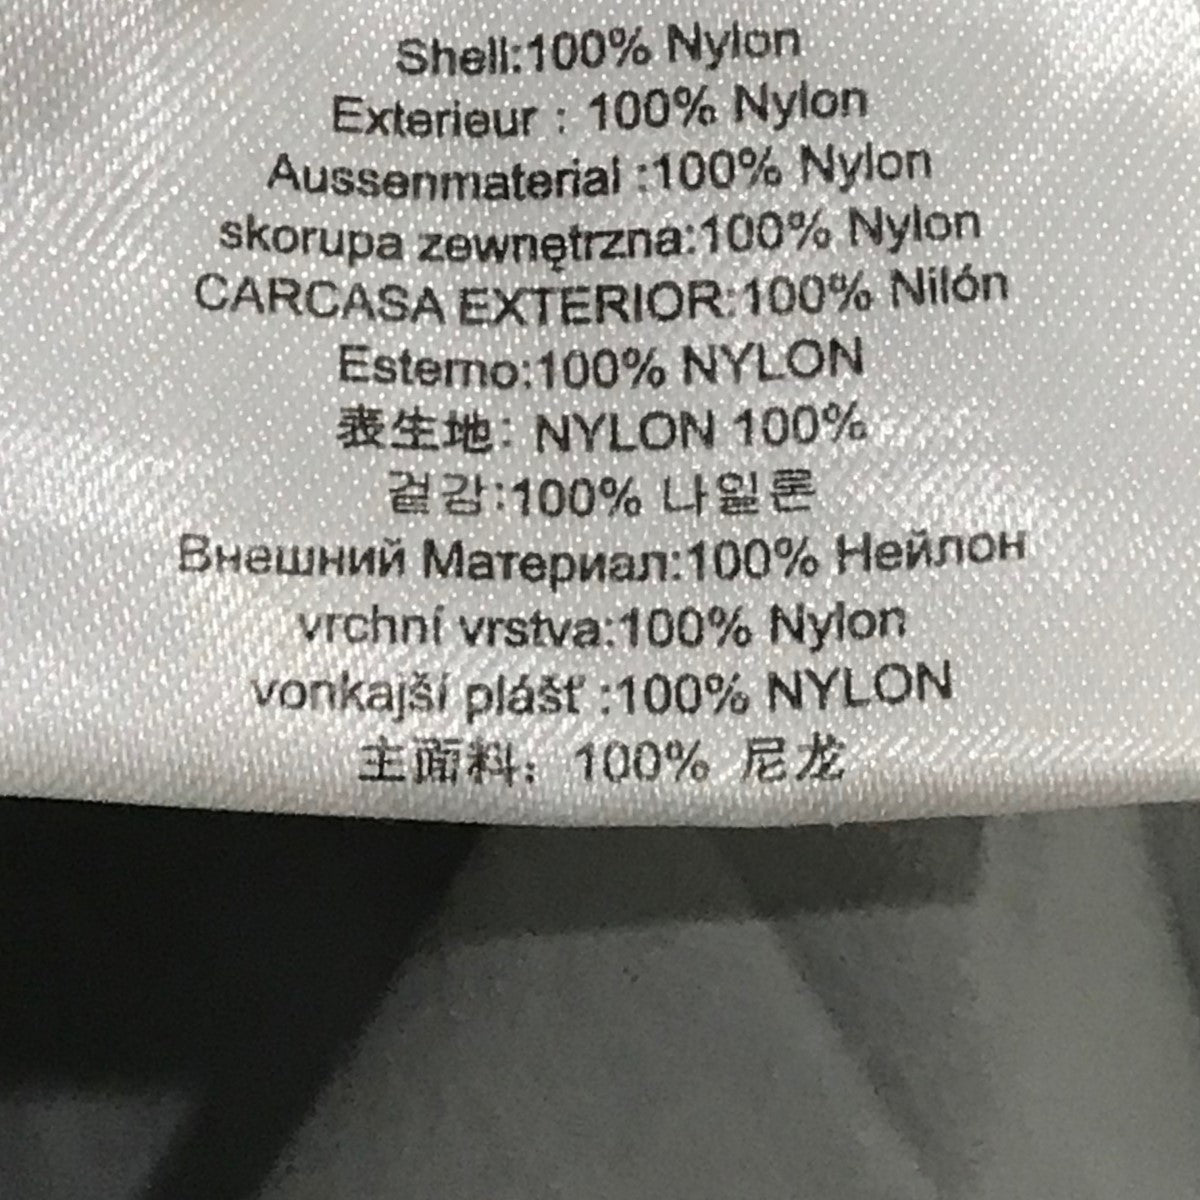 Shell:100% Nylon
Exterieur : 100% Nylon
Aussenmaterial :100% Nylon
skorupa zewnętrzna:100% Nylon
CARCASA EXTERIOR:100% Nilón
Esterno:100% NYLON
表生地: NYLON 100%
겉감:100% 나일론
Внешний Материал:100% Нейлон
vrchní vrstva:100% Nylon
vonkajší plášť :100% NYLON
主面料: 100% 尼龙